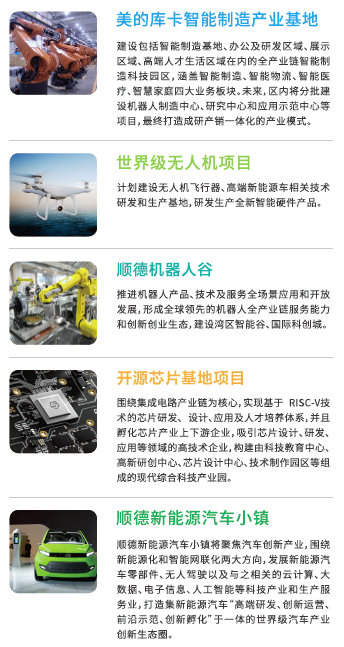 美的库卡智能制造产业基地
建设包括智能制造基地、办公及研发区域、展示
区域、高端人才生活区域在内的全产业链智能制
造科技园区，涵盖智能制造、智能物流、智能医
疗、智慧家庭四大业务板块。未来，区内将分批建
设机器人制造中心、研究中心和应用示范中心等
项目，最终打造成研产销一体化的产业模式。
世界级无人机项目
计划建设无人机飞行器、高端新能源车相关技术
研发和生产基地，研发生产全新智能硬件产品。
顺德机器人谷
推进机器人产品、技术及服务全场景应用和开放
发展，形成全球领先的机器人全产业链服务能力
和创新创业生态，建设湾区智能谷、国际科创城。
开源芯片基地项目
围绕集成电路产业链为核心，实现基于 RISC-V技
术的芯片研发、设计、应用及人才培养体系，并且
孵化芯片产业上下游企业，吸引芯片设计、研发、
应用等领域的高技术企业，构建由科技教育中心、
高新研创中心、芯片设计中心、技术制作园区等组
成的现代综合科技产业园。
顺德新能源汽车小镇
顺德新能源汽车小镇将聚焦汽车创新产业，围绕
新能源化和智能网联化两大方向，发展新能源汽
车零部件、无人驾驶以及与之相关的云计算、大
数据、电子信息、人工智能等科技产业和生产服
务业，打造集新能源汽车“高端研发、创新运营、
前沿示范、创新孵化”于一体的世界级汽车产业
创新生态圈。